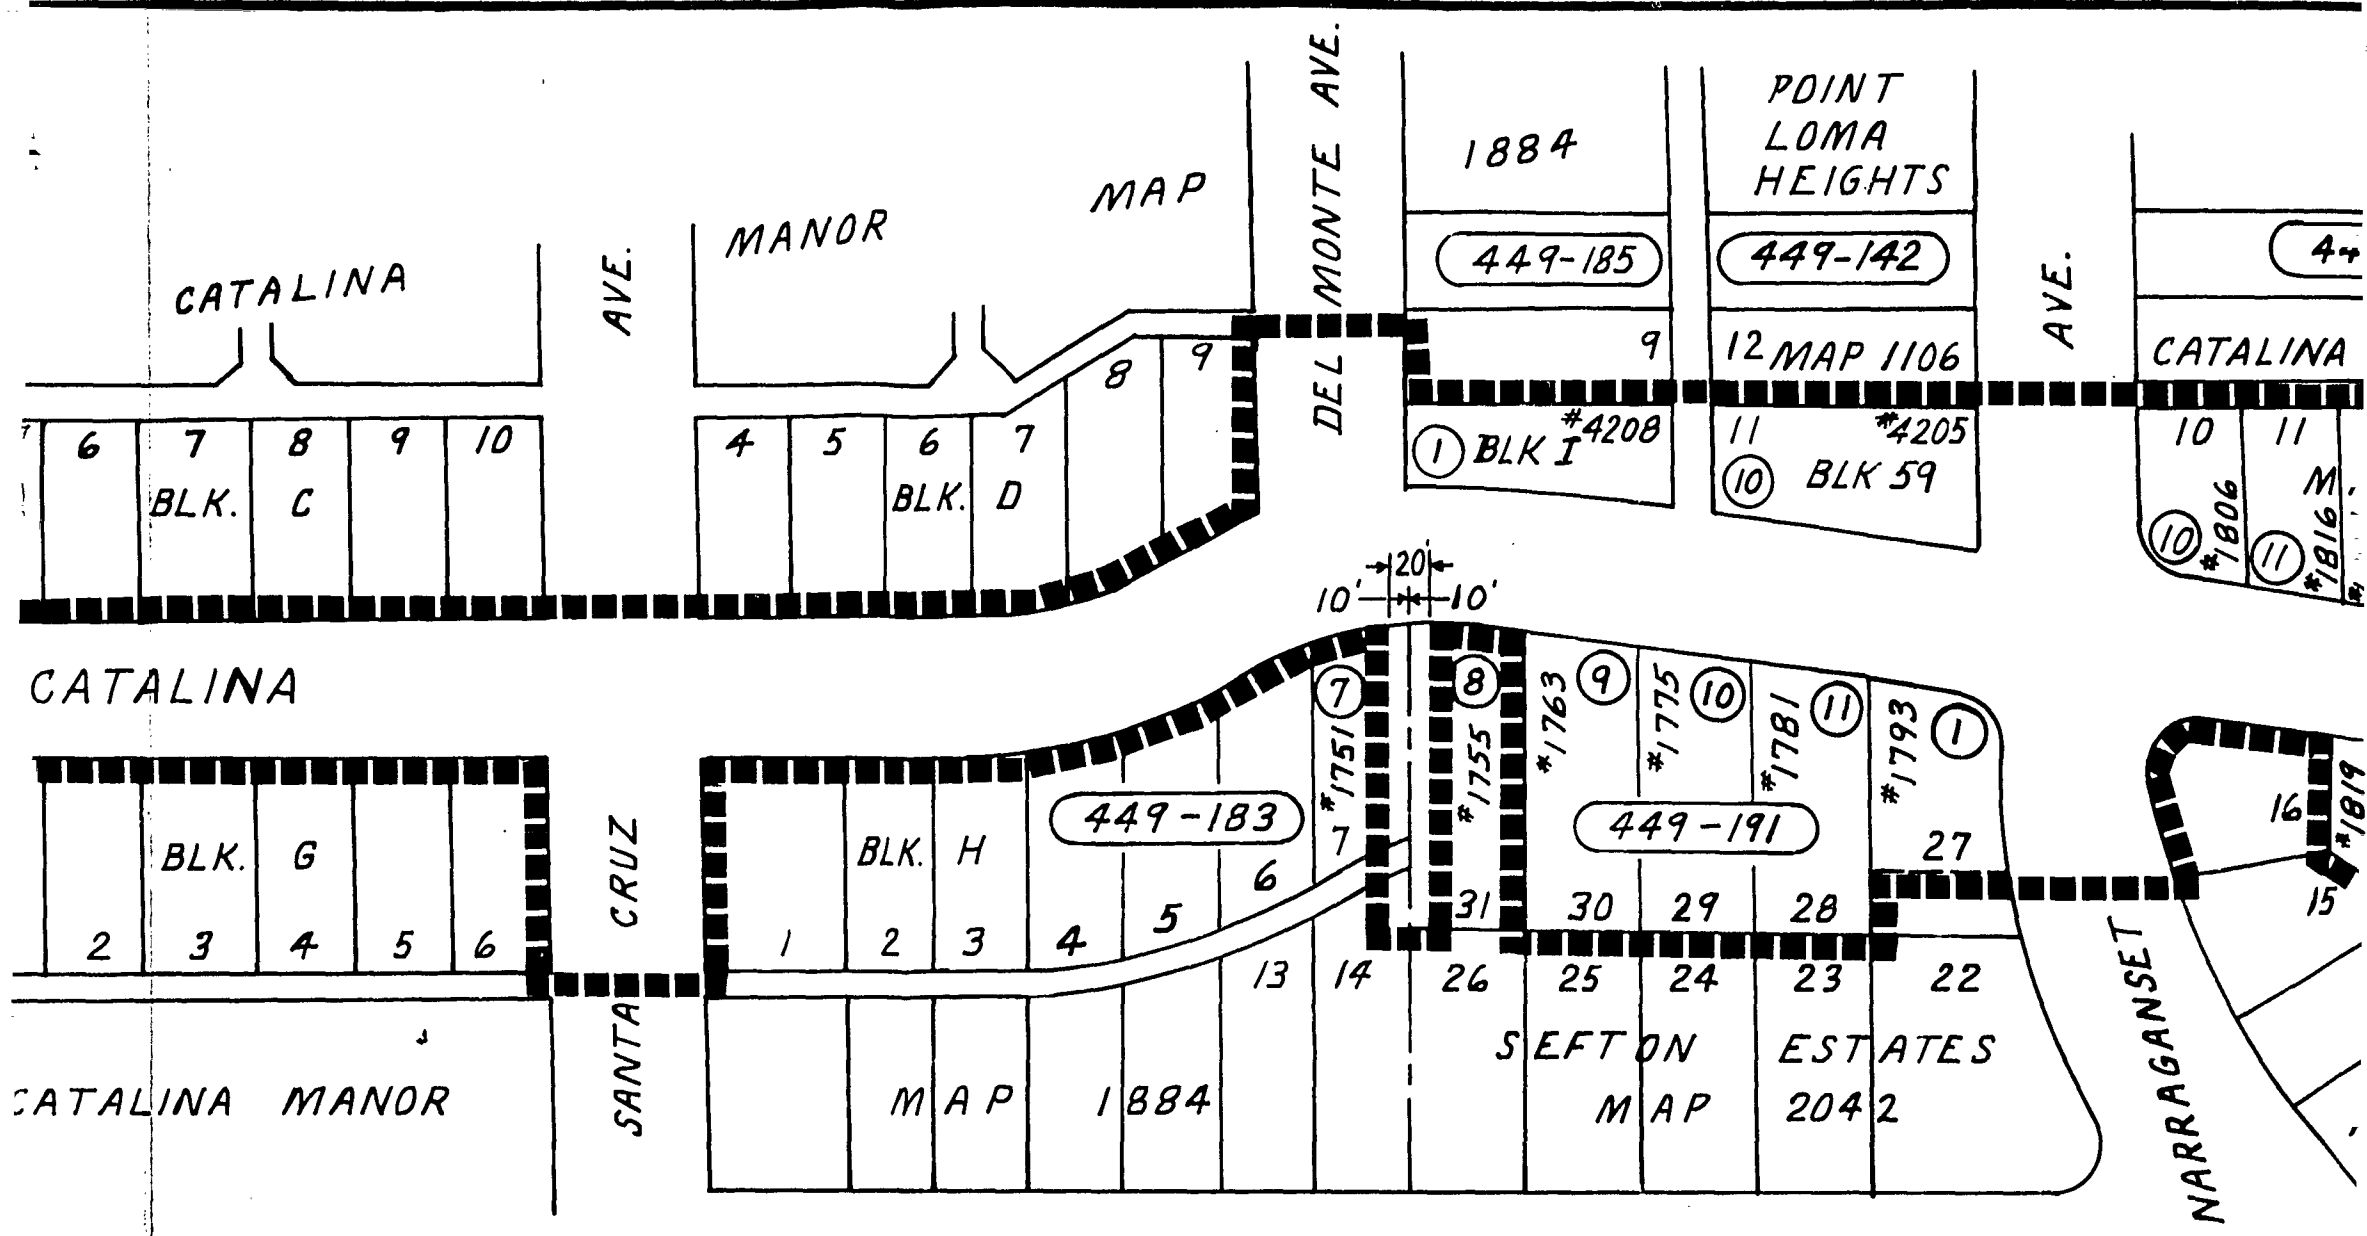 DEL MONTE AVE.
POINT
LOMA
HEIGHTS
1884
CATALINA MANOR MAP
AVE.
449-185
449-142
AVE.
9
12 MAP 1106
CATALINA
6 7 8 9 10
BLK. C
4 5 6 7 8 9
BLK. D
1 BLK I #4208
11 #4205
10 BLK 59
10 11
M.
10 #1806
11 #1816
20'
10' 10'
CATALINA
7 #1751
8 #1755
#1763 9
#1775 10
#1781 11
#1793 1
BLK. G
2 3 4 5 6
SANTA CRUZ
BLK. H
449-183
1 2 3 4 5 6 7
449-191
31 30 29 28 27
16 #1819
15
13 14 26 25 24 23 22
CATALINA MANOR
MAP 1884
SEFTON ESTATES
MAP 2042
NARRAGANSET